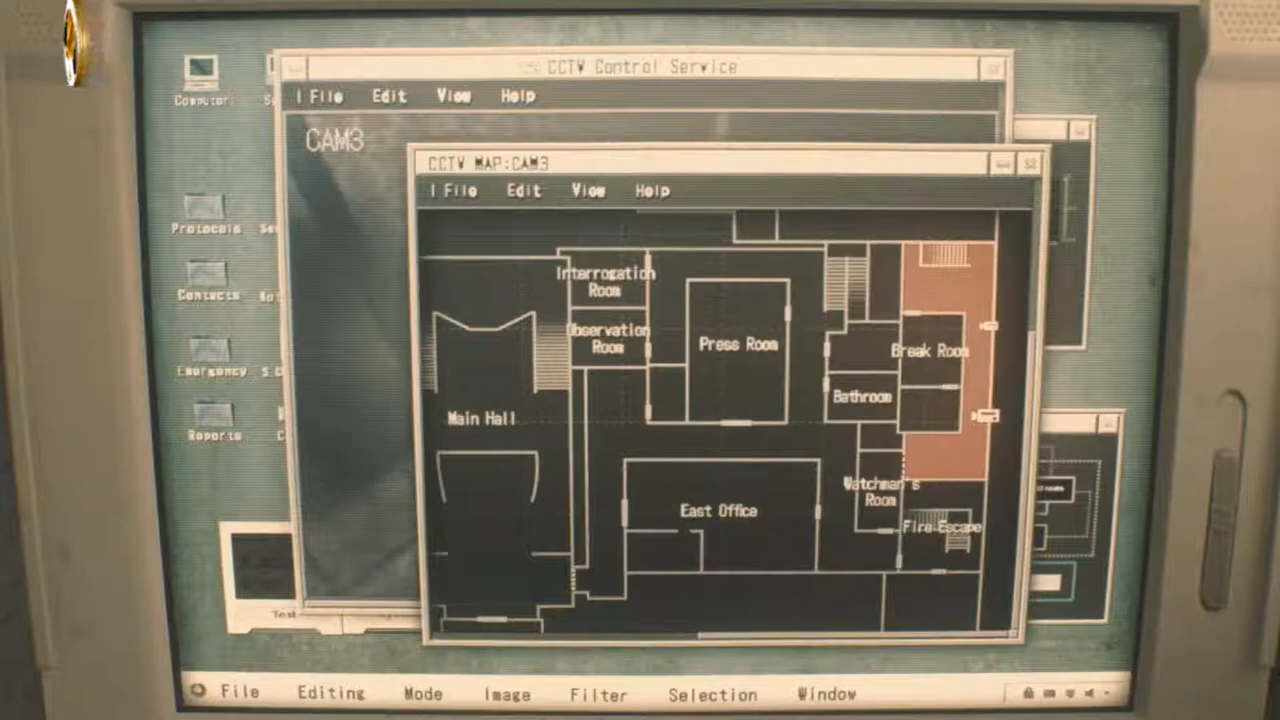 CCTV Control Service
Computer
File Edit View Help
CAM3
CCTV MAP:CAM3
File Edit View Help
Protocols
Contacts
Emergency
Reports
Interrogation
Room
Observation
Room
Press Room
Break Room
Bathroom
Main Hall
Watchman's
Room
East Office
Fire Escape
Test
File Editing Mode Image Filter Selection Window